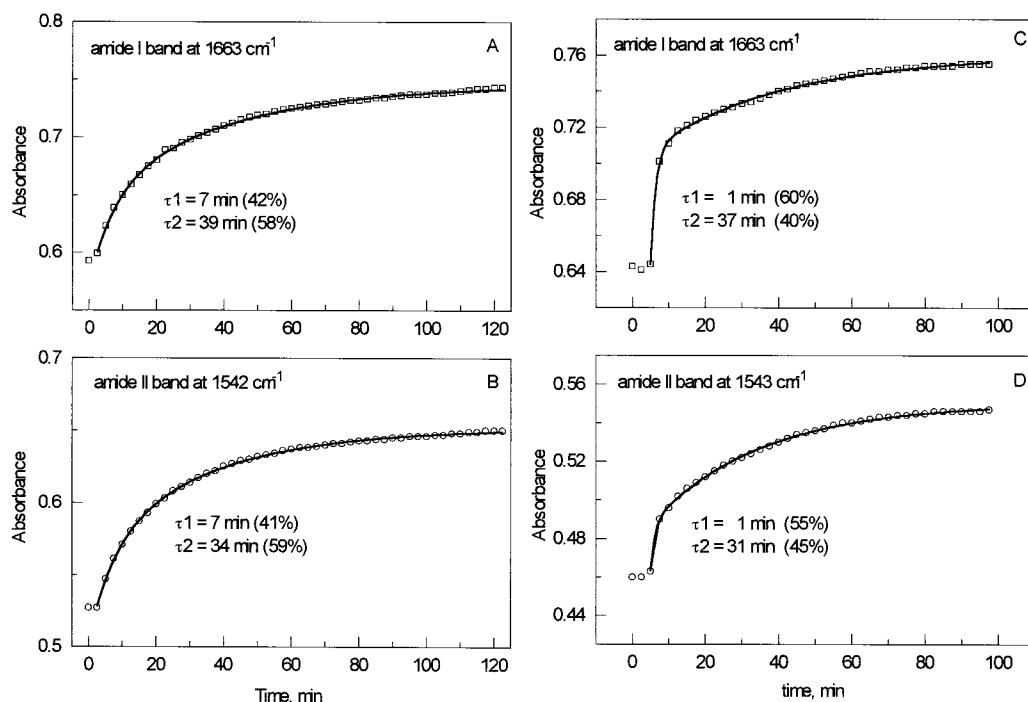 0.8
amide I band at 1663 cm⁻¹
A
0.7
Absorbance
τ1 = 7 min (42%)
τ2 = 39 min (58%)
0.6
0 20 40 60 80 100 120
0.76
amide I band at 1663 cm⁻¹
C
0.72
Absorbance
τ1 = 1 min (60%)
τ2 = 37 min (40%)
0.68
0.64
0 20 40 60 80 100
0.7
amide II band at 1542 cm⁻¹
B
0.6
Absorbance
τ1 = 7 min (41%)
τ2 = 34 min (59%)
0.5
0 20 40 60 80 100 120
Time, min
0.56
amide II band at 1543 cm⁻¹
D
0.52
Absorbance
τ1 = 1 min (55%)
τ2 = 31 min (45%)
0.48
0.44
0 20 40 60 80 100
time, min